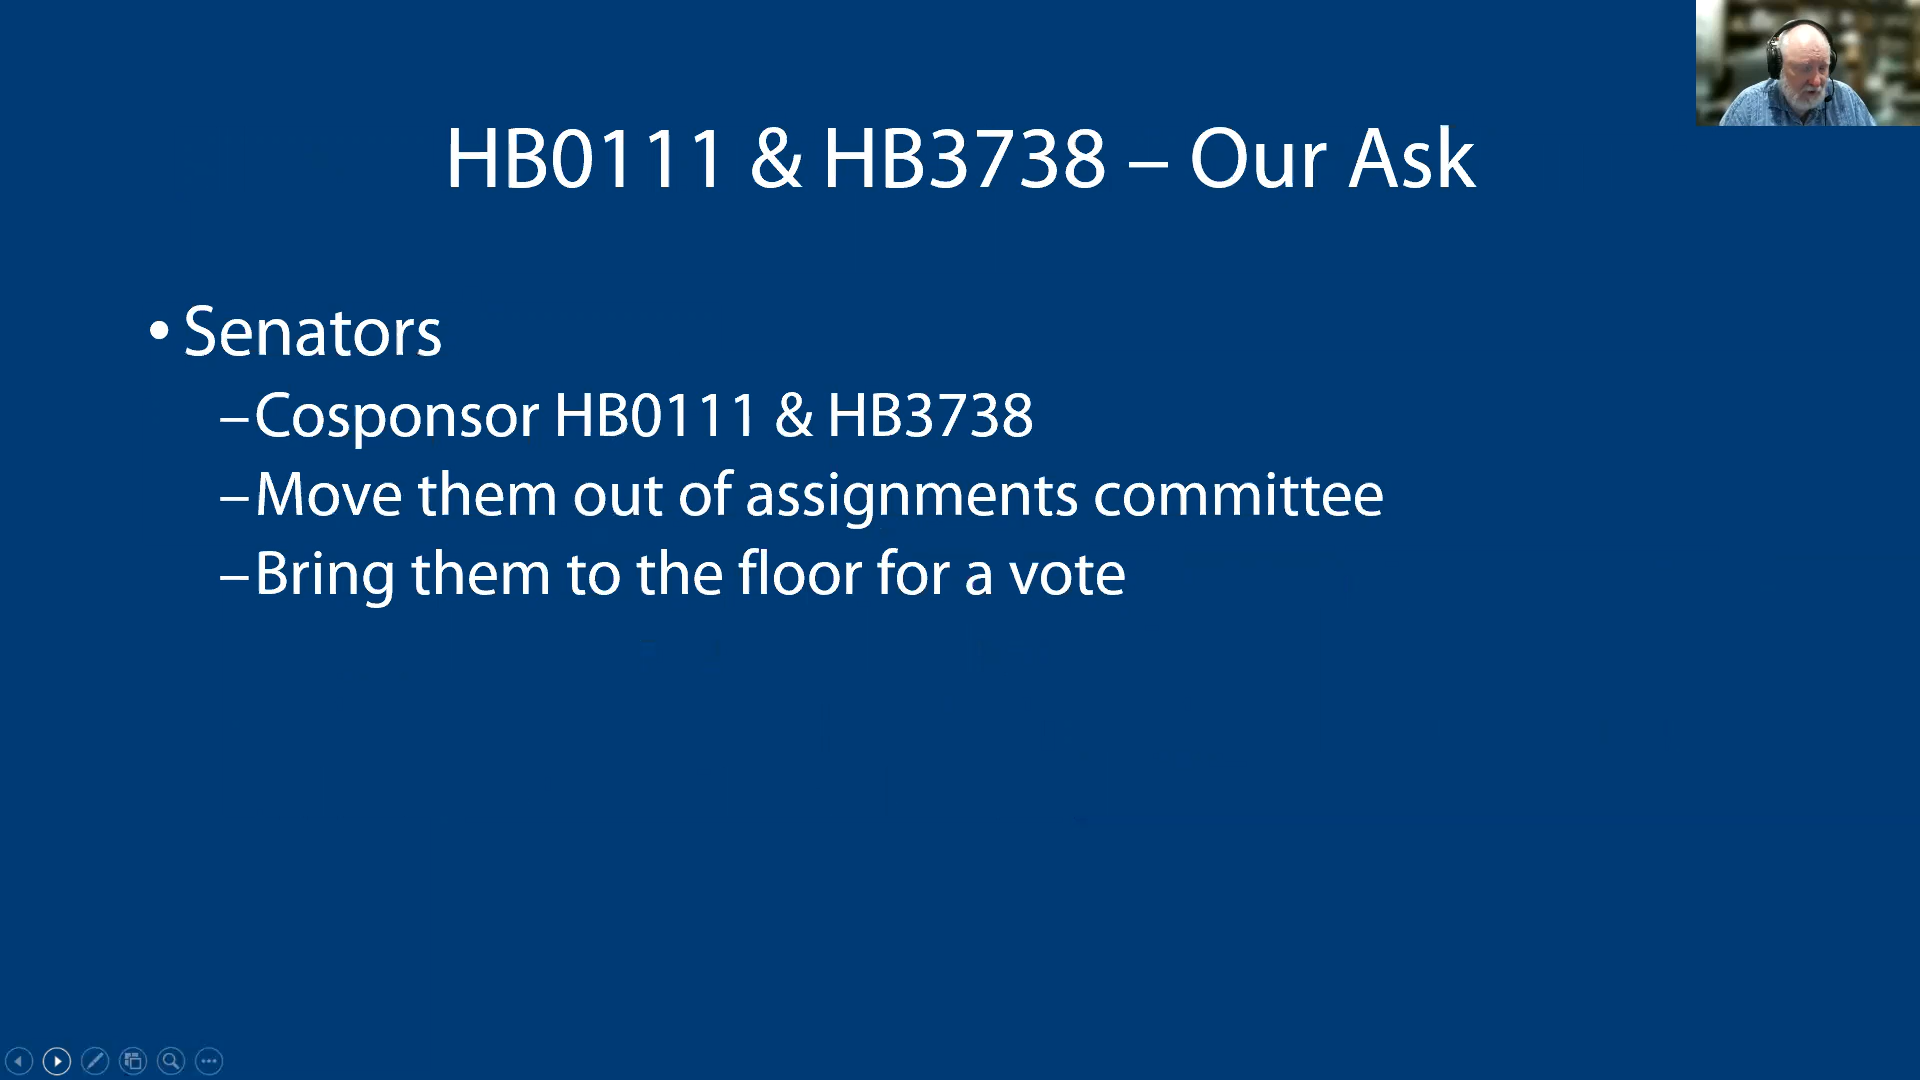 HB0111 & HB3738 – Our Ask
• Senators
–Cosponsor HB0111 & HB3738
–Move them out of assignments committee
–Bring them to the floor for a vote